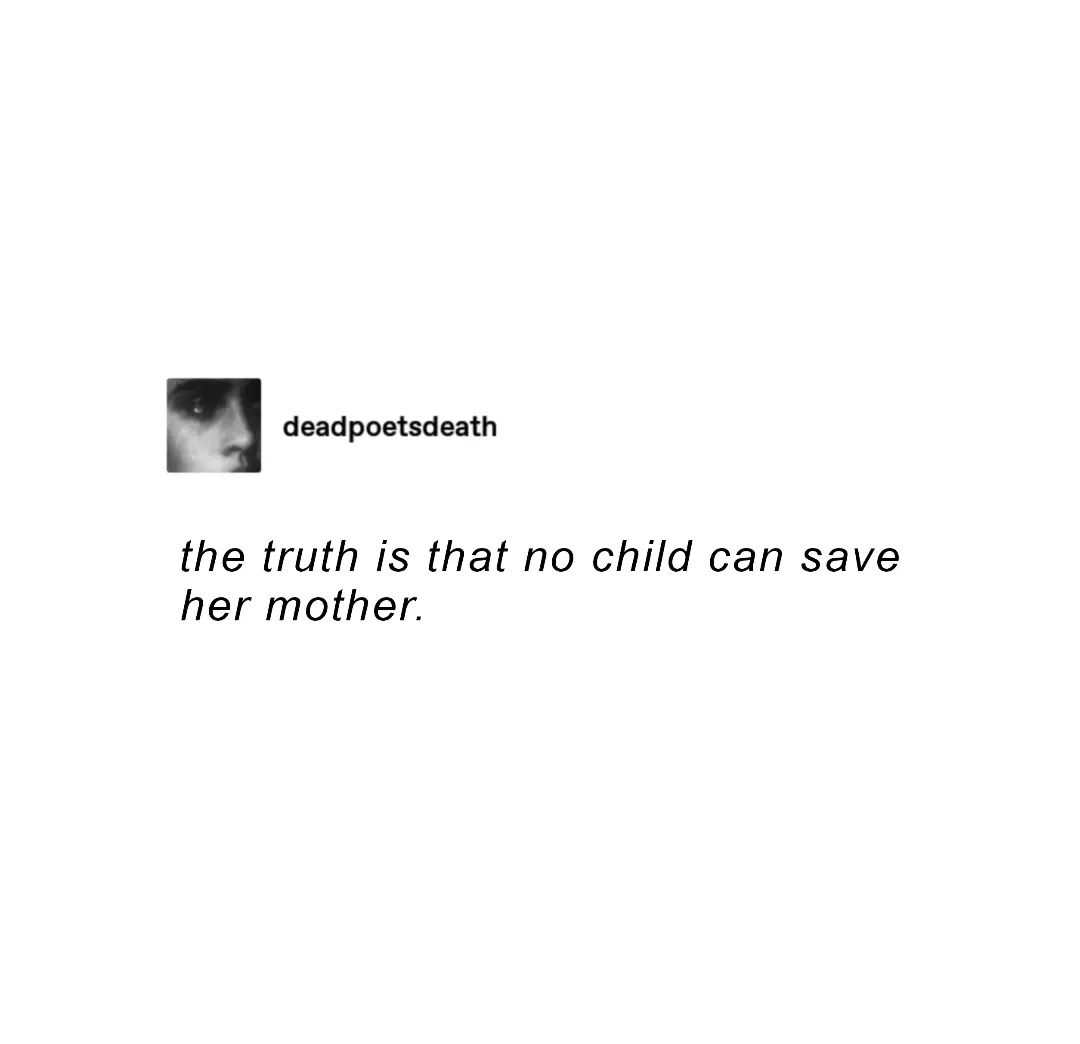 deadpoetsdeath
the truth is that no child can save
her mother.